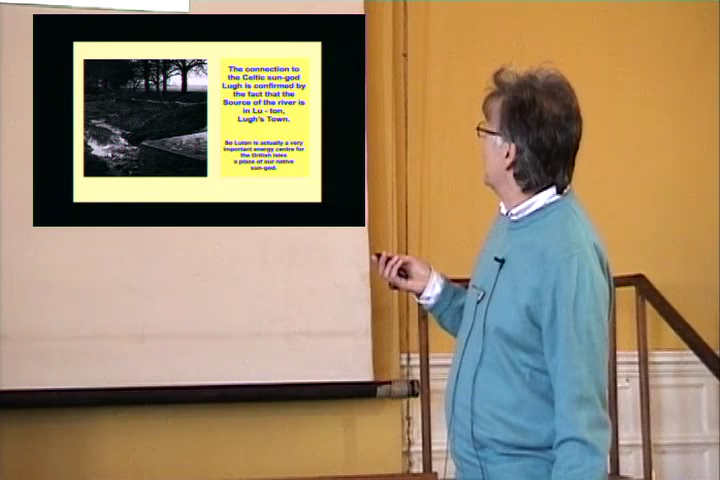 The connection to
the Celtic sun-god
Lugh is confirmed by
the fact that the
Source of the river is
in Lu - ton,
Lugh's Town.
So Luton is actually a very
important energy centre for
the British Isles
a place of our native
sun-god.